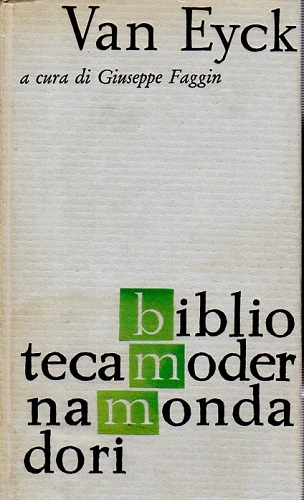 Van Eyck
a cura di Giuseppe Faggin
biblio
tecamoder
namonda
dori